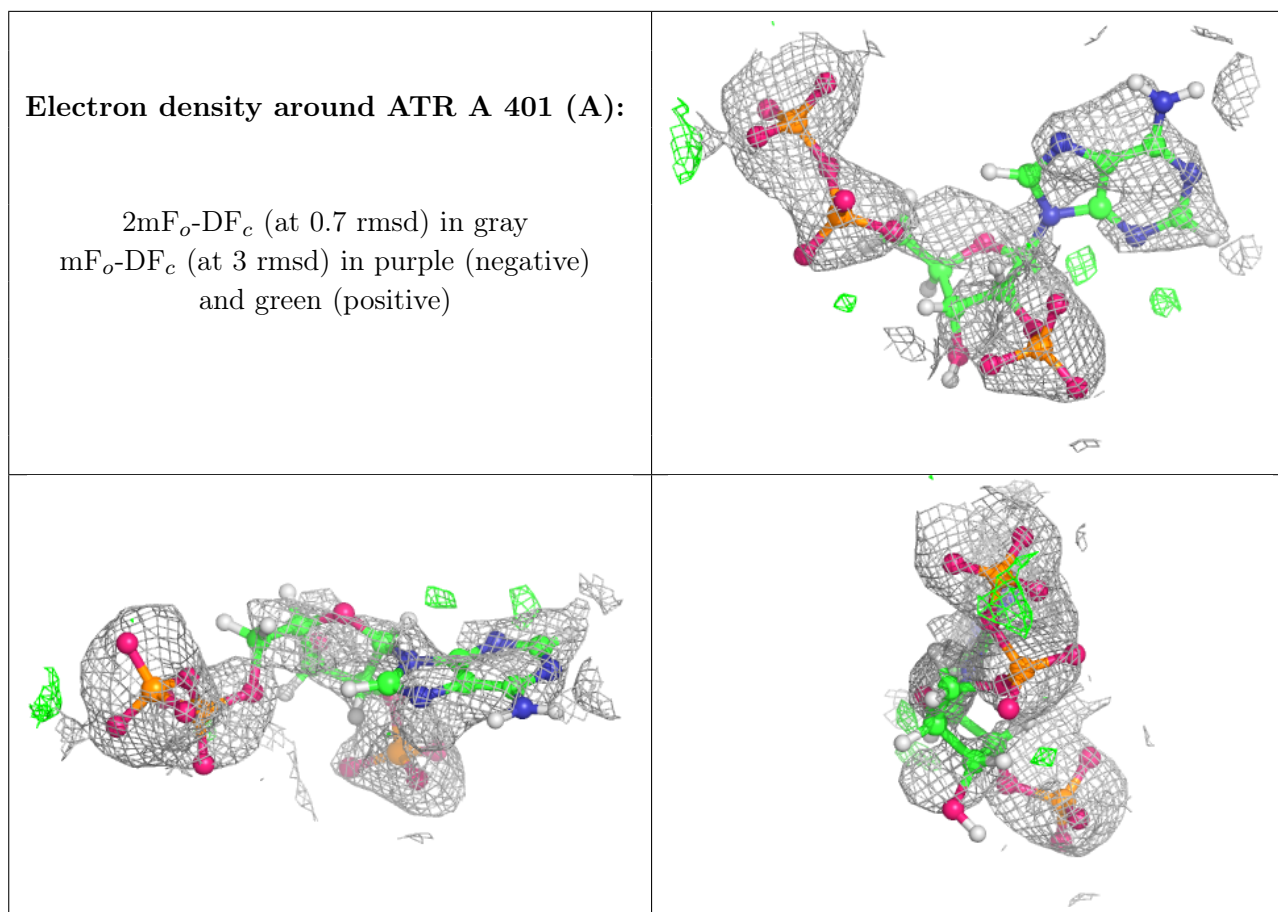 Electron density around ATR A 401 (A):
2mFo-DFc (at 0.7 rmsd) in gray
mFo-DFc (at 3 rmsd) in purple (negative)
and green (positive)